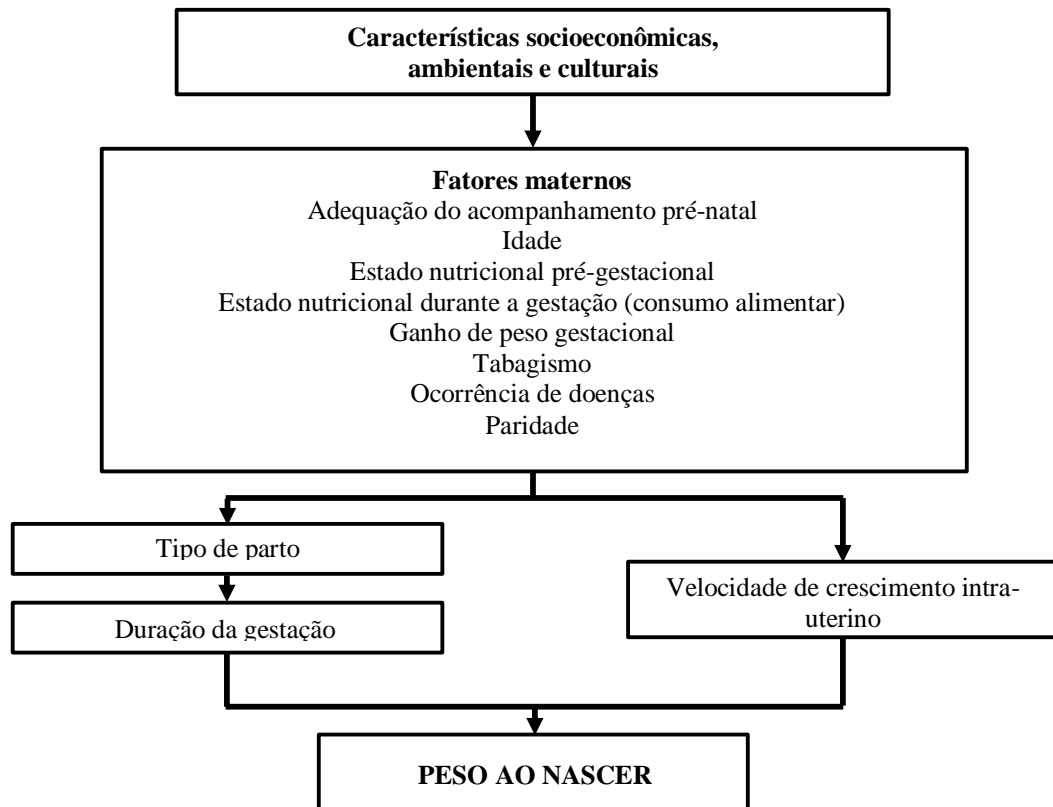 Características socioeconômicas,
ambientais e culturais
Fatores maternos
Adequação do acompanhamento pré-natal
Idade
Estado nutricional pré-gestacional
Estado nutricional durante a gestação (consumo alimentar)
Ganho de peso gestacional
Tabagismo
Ocorrência de doenças
Paridade
Tipo de parto
Duração da gestação
Velocidade de crescimento intra-
uterino
PESO AO NASCER